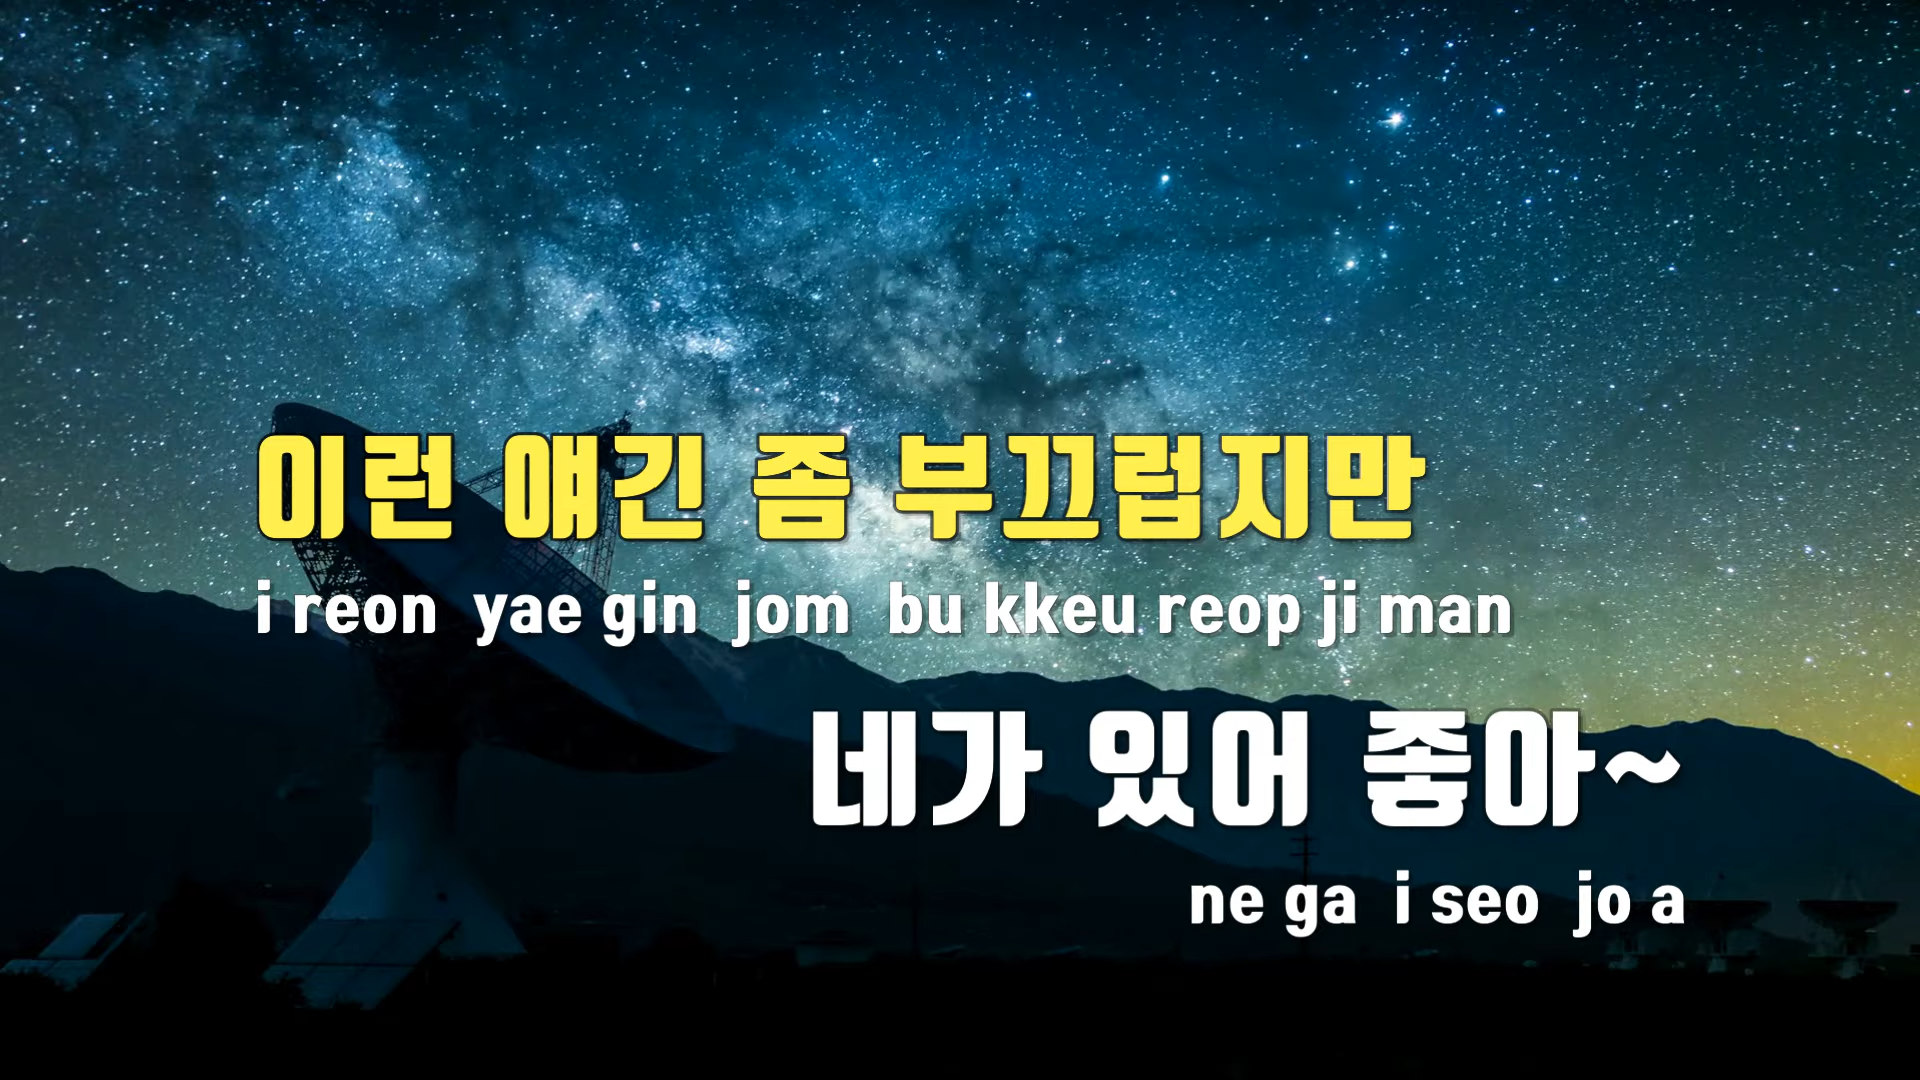 이런 얘긴 좀 부끄럽지만
i reon yae gin jom bu kkeu reop ji man
네가 있어 좋아~
ne ga i seo jo a